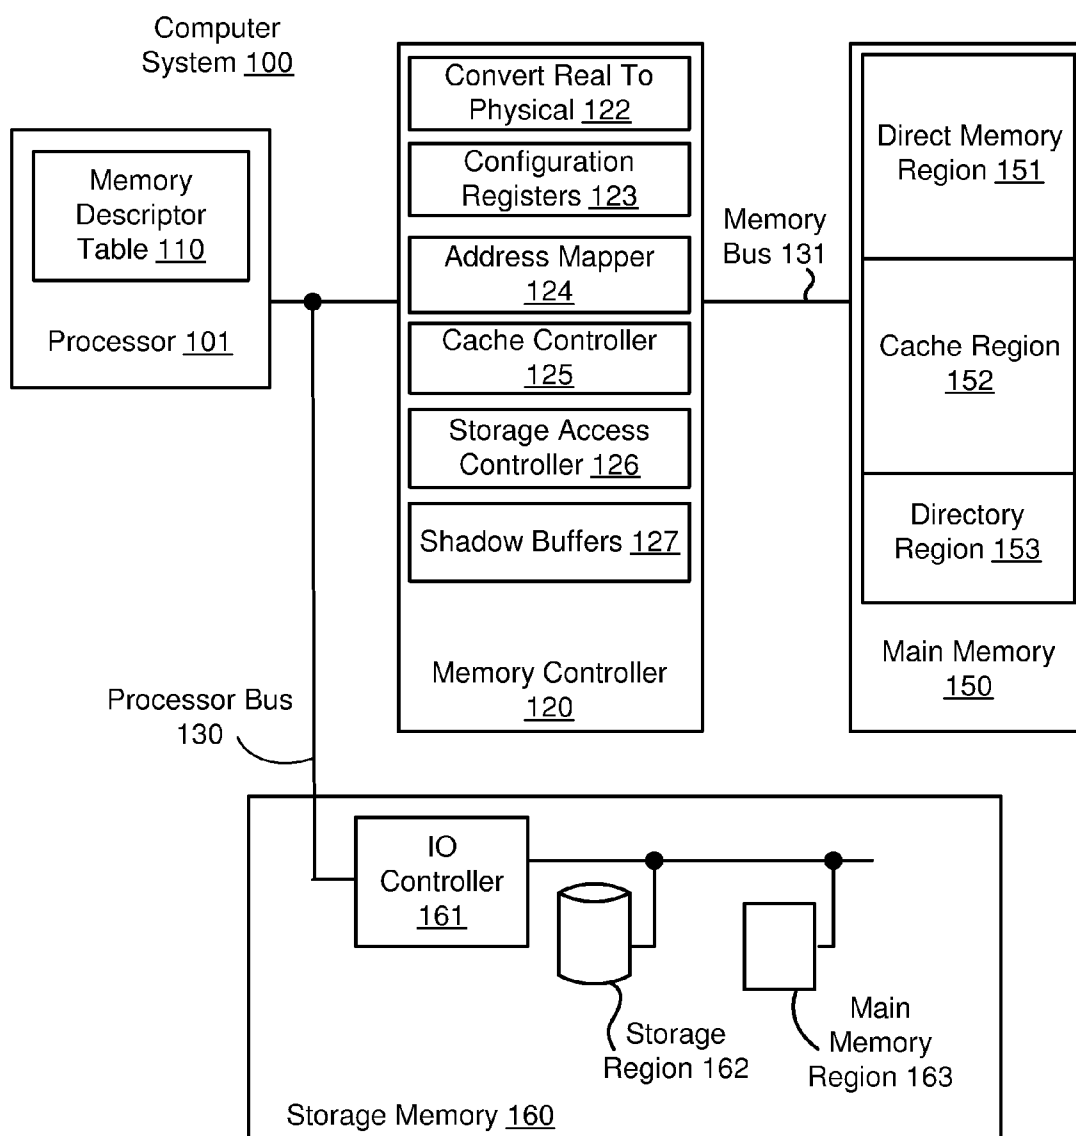 Computer
System 100
Convert Real To
Physical 122
Configuration
Registers 123
Address Mapper
124
Cache Controller
125
Storage Access
Controller 126
Shadow Buffers 127
Memory Controller
120
Memory
Descriptor
Table 110
Processor 101
Memory
Bus 131
Direct Memory
Region 151
Cache Region
152
Directory
Region 153
Main Memory
150
Processor Bus
130
IO
Controller
161
Storage
Region 162
Main
Memory
Region 163
Storage Memory 160